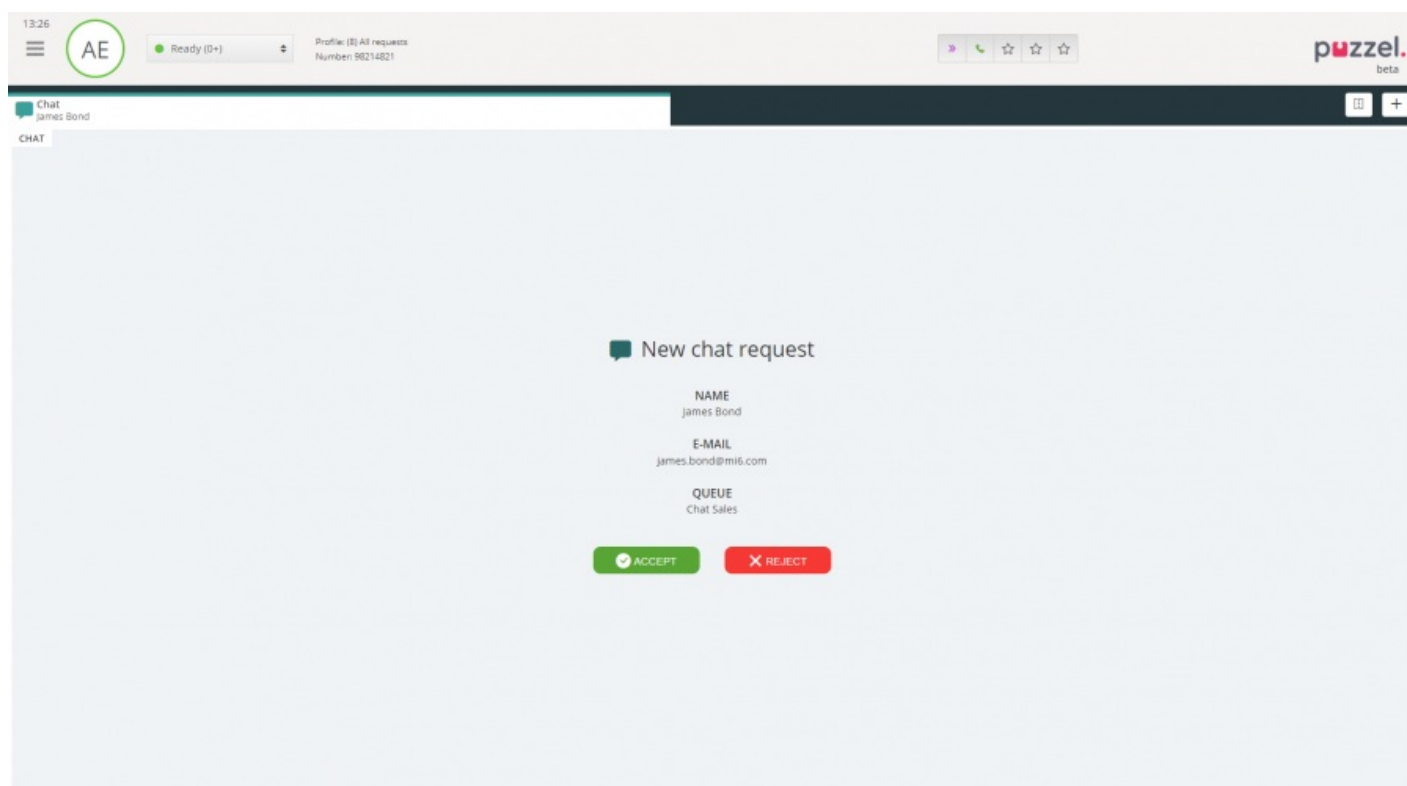 13:26
AE
Ready (0+)
Profile: (8) All requests
Number: 98214821
puzzel.
beta
Chat
James Bond
CHAT
New chat request
NAME
James Bond
E-MAIL
james.bond@mi6.com
QUEUE
Chat Sales
ACCEPT
REJECT